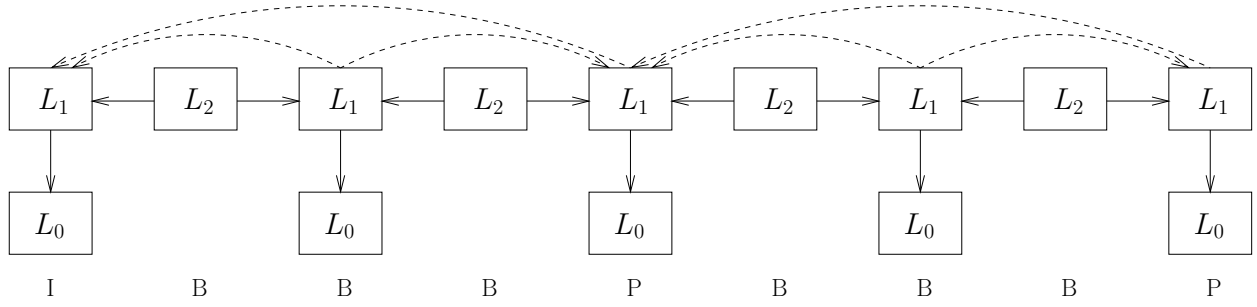 L₁ L₂ L₁ L₂ L₁ L₂ L₁ L₂ L₁
L₀ L₀ L₀ L₀ L₀
I B B B P B B B P